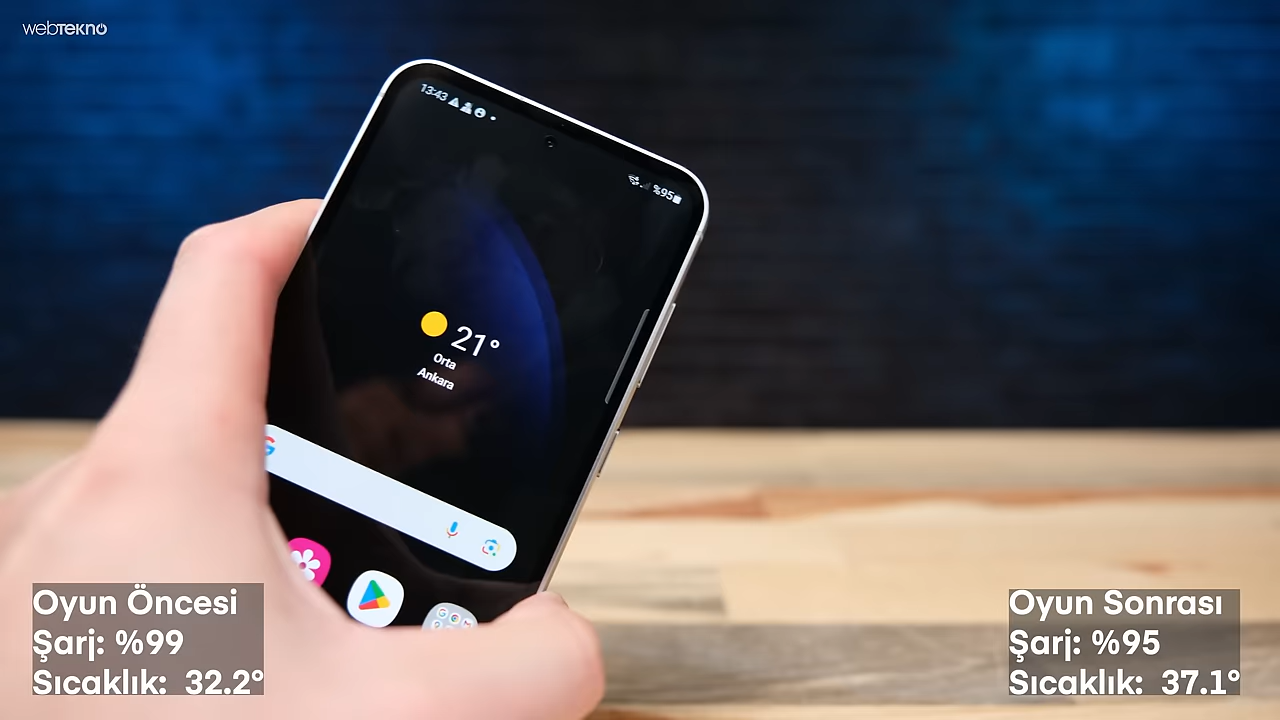 webtekno
13:43
%95
21°
Orta
Ankara
Oyun Öncesi
Şarj: %99
Sıcaklık: 32.2°
Oyun Sonrası
Şarj: %95
Sıcaklık: 37.1°